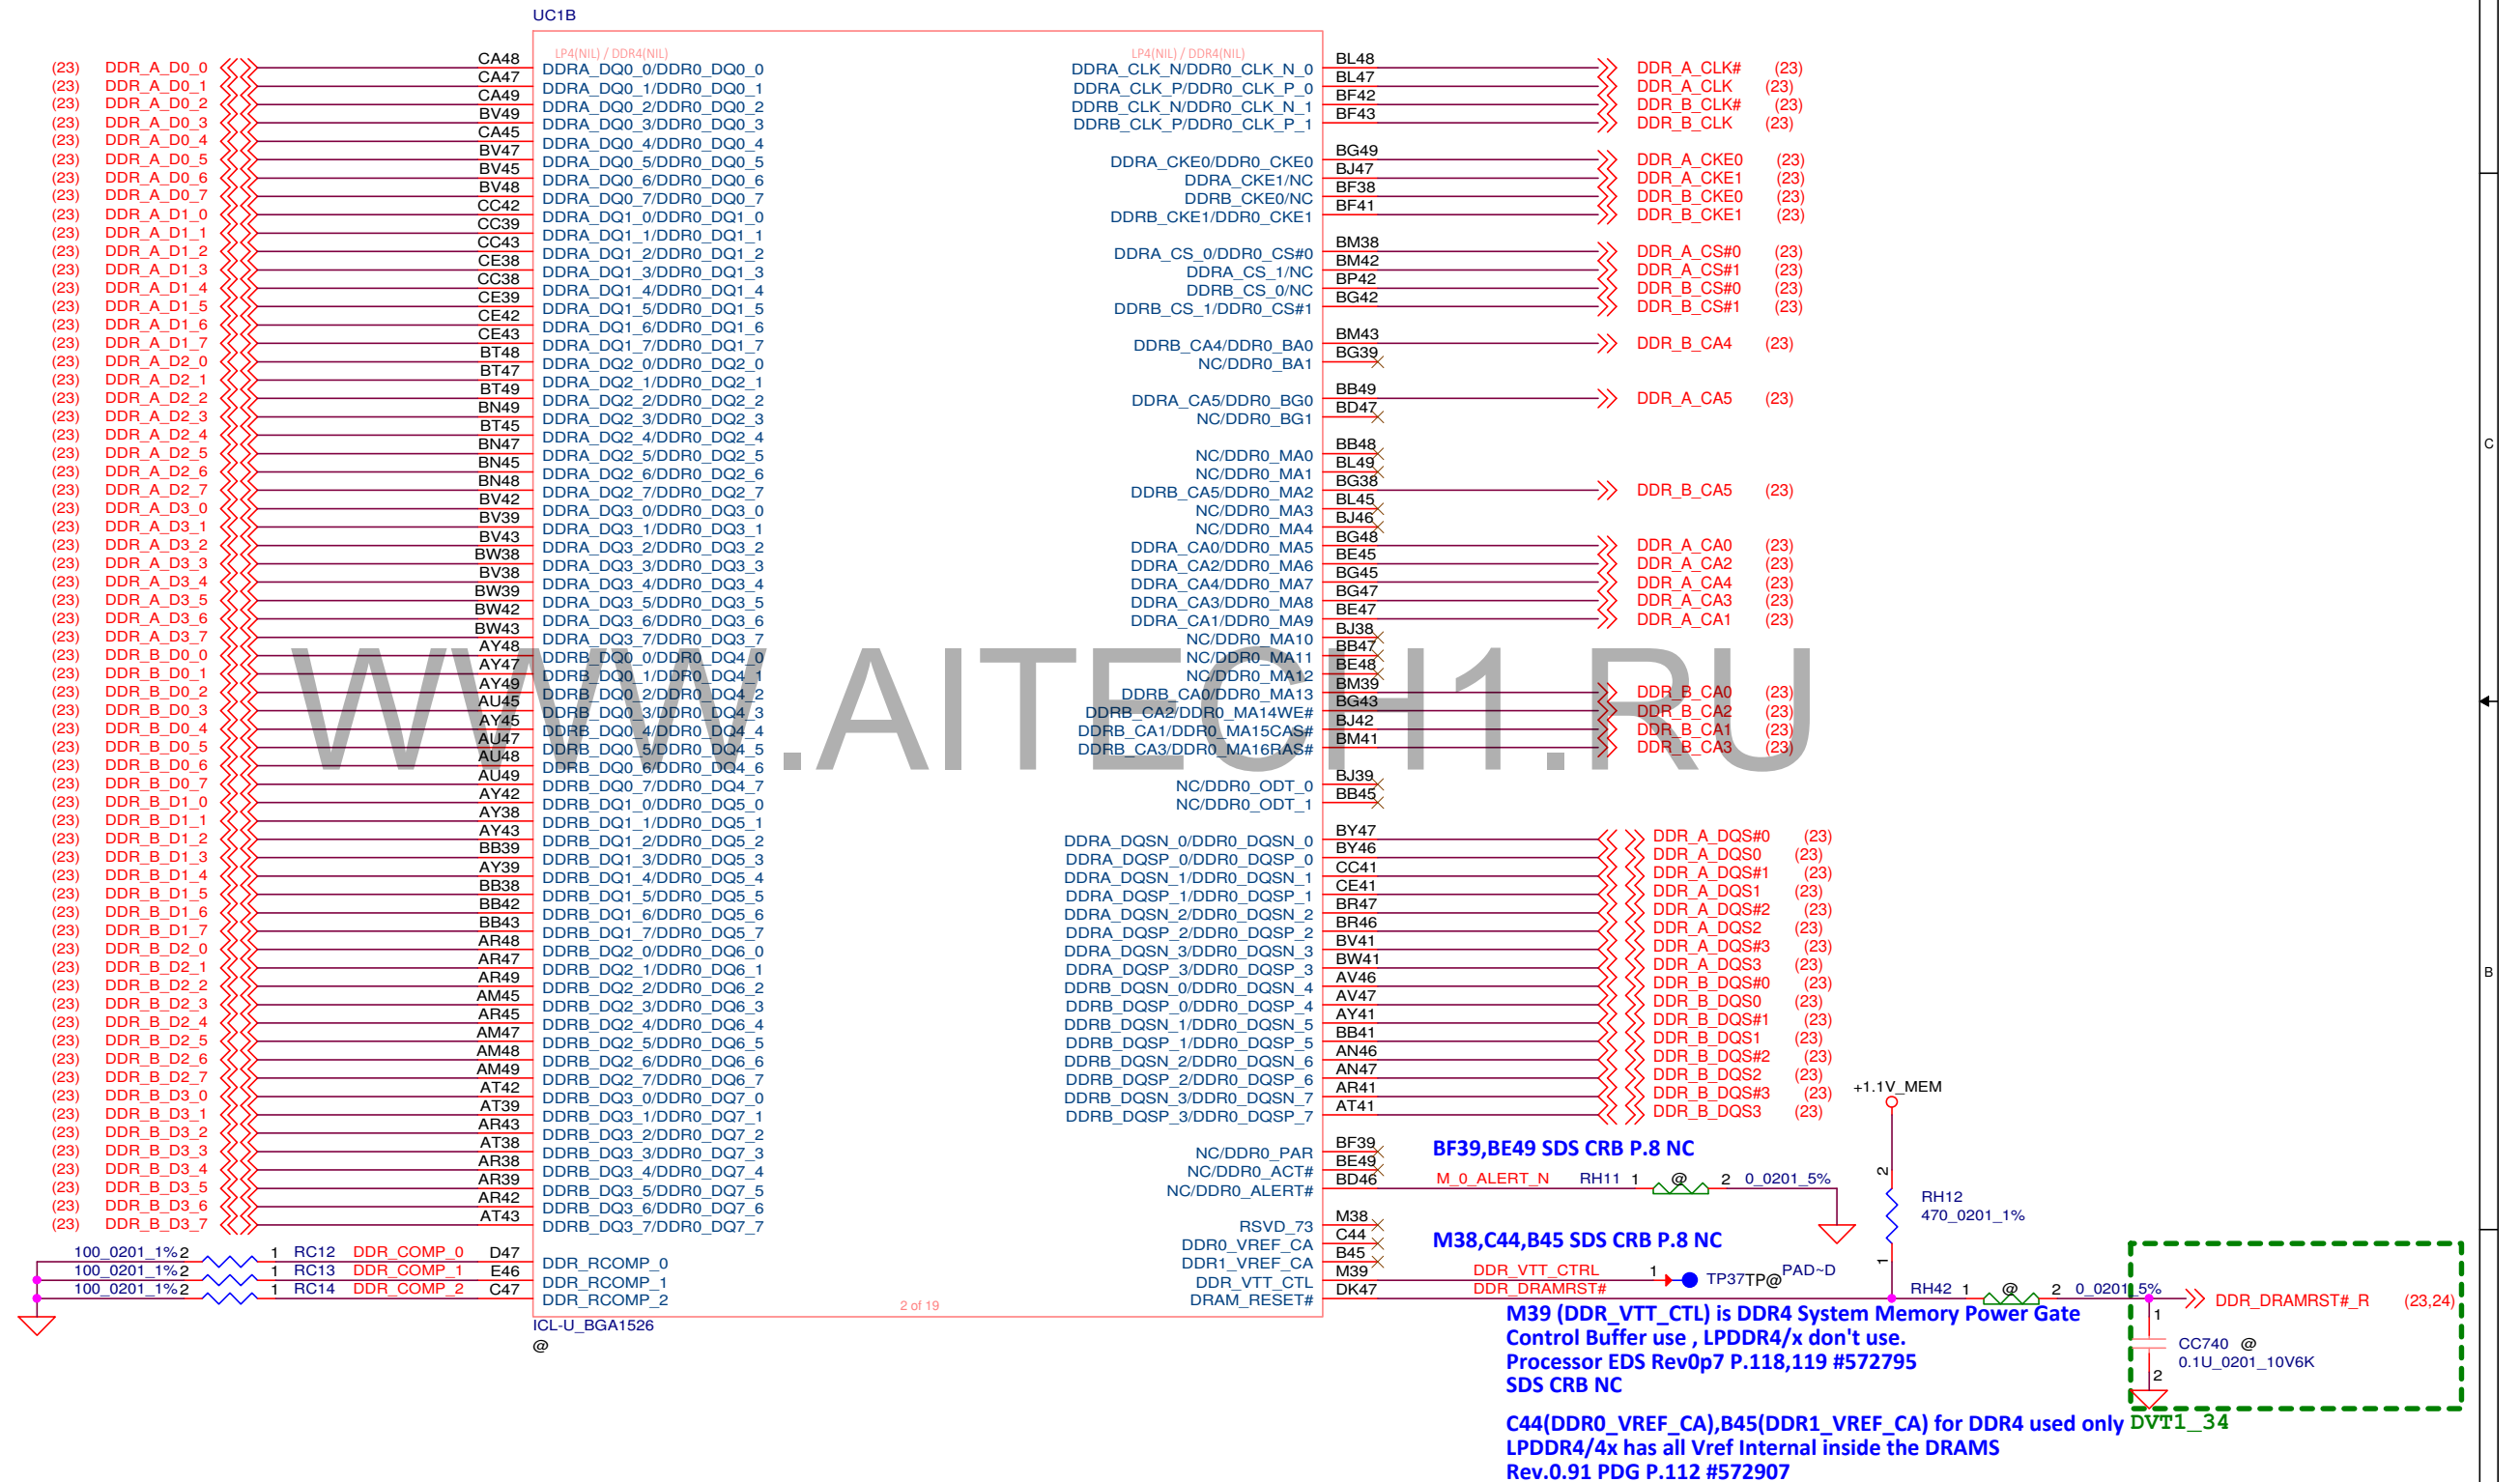 UC1B
LP4(NIL) / DDR4(NIL)
(23) DDR_A_D0_0 CA48 DDRA_DQ0_0/DDR0_DQ0_0
(23) DDR_A_D0_1 CA47 DDRA_DQ0_1/DDR0_DQ0_1
(23) DDR_A_D0_2 CA49 DDRA_DQ0_2/DDR0_DQ0_2
(23) DDR_A_D0_3 BV49 DDRA_DQ0_3/DDR0_DQ0_3
(23) DDR_A_D0_4 CA45 DDRA_DQ0_4/DDR0_DQ0_4
(23) DDR_A_D0_5 BV47 DDRA_DQ0_5/DDR0_DQ0_5
(23) DDR_A_D0_6 BV45 DDRA_DQ0_6/DDR0_DQ0_6
(23) DDR_A_D0_7 BV48 DDRA_DQ0_7/DDR0_DQ0_7
(23) DDR_A_D1_0 CC42 DDRA_DQ1_0/DDR0_DQ1_0
(23) DDR_A_D1_1 CC39 DDRA_DQ1_1/DDR0_DQ1_1
(23) DDR_A_D1_2 CC43 DDRA_DQ1_2/DDR0_DQ1_2
(23) DDR_A_D1_3 CE38 DDRA_DQ1_3/DDR0_DQ1_3
(23) DDR_A_D1_4 CC38 DDRA_DQ1_4/DDR0_DQ1_4
(23) DDR_A_D1_5 CE39 DDRA_DQ1_5/DDR0_DQ1_5
(23) DDR_A_D1_6 CE42 DDRA_DQ1_6/DDR0_DQ1_6
(23) DDR_A_D1_7 CE43 DDRA_DQ1_7/DDR0_DQ1_7
(23) DDR_A_D2_0 BT48 DDRA_DQ2_0/DDR0_DQ2_0
(23) DDR_A_D2_1 BT47 DDRA_DQ2_1/DDR0_DQ2_1
(23) DDR_A_D2_2 BT49 DDRA_DQ2_2/DDR0_DQ2_2
(23) DDR_A_D2_3 BN49 DDRA_DQ2_3/DDR0_DQ2_3
(23) DDR_A_D2_4 BT45 DDRA_DQ2_4/DDR0_DQ2_4
(23) DDR_A_D2_5 BN47 DDRA_DQ2_5/DDR0_DQ2_5
(23) DDR_A_D2_6 BN45 DDRA_DQ2_6/DDR0_DQ2_6
(23) DDR_A_D2_7 BN48 DDRA_DQ2_7/DDR0_DQ2_7
(23) DDR_A_D3_0 BV42 DDRA_DQ3_0/DDR0_DQ3_0
(23) DDR_A_D3_1 BV39 DDRA_DQ3_1/DDR0_DQ3_1
(23) DDR_A_D3_2 BV43 DDRA_DQ3_2/DDR0_DQ3_2
(23) DDR_A_D3_3 BW38 DDRA_DQ3_3/DDR0_DQ3_3
(23) DDR_A_D3_4 BV38 DDRA_DQ3_4/DDR0_DQ3_4
(23) DDR_A_D3_5 BW39 DDRA_DQ3_5/DDR0_DQ3_5
(23) DDR_A_D3_6 BW42 DDRA_DQ3_6/DDR0_DQ3_6
(23) DDR_A_D3_7 BW43 DDRA_DQ3_7/DDR0_DQ3_7
(23) DDR_B_D0_0 AY48 DDRB_DQ0_0/DDR0_DQ4_0
(23) DDR_B_D0_1 AY47 DDRB_DQ0_1/DDR0_DQ4_1
(23) DDR_B_D0_2 AY49 DDRB_DQ0_2/DDR0_DQ4_2
(23) DDR_B_D0_3 AU45 DDRB_DQ0_3/DDR0_DQ4_3
(23) DDR_B_D0_4 AY45 DDRB_DQ0_4/DDR0_DQ4_4
(23) DDR_B_D0_5 AU47 DDRB_DQ0_5/DDR0_DQ4_5
(23) DDR_B_D0_6 AU48 DDRB_DQ0_6/DDR0_DQ4_6
(23) DDR_B_D0_7 AU49 DDRB_DQ0_7/DDR0_DQ4_7
(23) DDR_B_D1_0 AY42 DDRB_DQ1_0/DDR0_DQ5_0
(23) DDR_B_D1_1 AY38 DDRB_DQ1_1/DDR0_DQ5_1
(23) DDR_B_D1_2 AY43 DDRB_DQ1_2/DDR0_DQ5_2
(23) DDR_B_D1_3 BB39 DDRB_DQ1_3/DDR0_DQ5_3
(23) DDR_B_D1_4 AY39 DDRB_DQ1_4/DDR0_DQ5_4
(23) DDR_B_D1_5 BB38 DDRB_DQ1_5/DDR0_DQ5_5
(23) DDR_B_D1_6 BB42 DDRB_DQ1_6/DDR0_DQ5_6
(23) DDR_B_D1_7 BB43 DDRB_DQ1_7/DDR0_DQ5_7
(23) DDR_B_D2_0 AR48 DDRB_DQ2_0/DDR0_DQ6_0
(23) DDR_B_D2_1 AR47 DDRB_DQ2_1/DDR0_DQ6_1
(23) DDR_B_D2_2 AR49 DDRB_DQ2_2/DDR0_DQ6_2
(23) DDR_B_D2_3 AM45 DDRB_DQ2_3/DDR0_DQ6_3
(23) DDR_B_D2_4 AR45 DDRB_DQ2_4/DDR0_DQ6_4
(23) DDR_B_D2_5 AM47 DDRB_DQ2_5/DDR0_DQ6_5
(23) DDR_B_D2_6 AM48 DDRB_DQ2_6/DDR0_DQ6_6
(23) DDR_B_D2_7 AM49 DDRB_DQ2_7/DDR0_DQ6_7
(23) DDR_B_D3_0 AT42 DDRB_DQ3_0/DDR0_DQ7_0
(23) DDR_B_D3_1 AT39 DDRB_DQ3_1/DDR0_DQ7_1
(23) DDR_B_D3_2 AR43 DDRB_DQ3_2/DDR0_DQ7_2
(23) DDR_B_D3_3 AT38 DDRB_DQ3_3/DDR0_DQ7_3
(23) DDR_B_D3_4 AR38 DDRB_DQ3_4/DDR0_DQ7_4
(23) DDR_B_D3_5 AR39 DDRB_DQ3_5/DDR0_DQ7_5
(23) DDR_B_D3_6 AR42 DDRB_DQ3_6/DDR0_DQ7_6
(23) DDR_B_D3_7 AT43 DDRB_DQ3_7/DDR0_DQ7_7
100_0201_1% 2 1 RC12 DDR_COMP_0 D47 DDR_RCOMP_0
100_0201_1% 2 1 RC13 DDR_COMP_1 E46 DDR_RCOMP_1
100_0201_1% 2 1 RC14 DDR_COMP_2 C47 DDR_RCOMP_2
2 of 19
ICL-U_BGA1526
@
LP4(NIL) / DDR4(NIL)
DDRA_CLK_N/DDR0_CLK_N_0 BL48 DDR_A_CLK# (23)
DDRA_CLK_P/DDR0_CLK_P_0 BL47 DDR_A_CLK (23)
DDRB_CLK_N/DDR0_CLK_N_1 BF42 DDR_B_CLK# (23)
DDRB_CLK_P/DDR0_CLK_P_1 BF43 DDR_B_CLK (23)
DDRA_CKE0/DDR0_CKE0 BG49 DDR_A_CKE0 (23)
DDRA_CKE1/NC BJ47 DDR_A_CKE1 (23)
DDRB_CKE0/NC BF38 DDR_B_CKE0 (23)
DDRB_CKE1/DDR0_CKE1 BF41 DDR_B_CKE1 (23)
DDRA_CS_0/DDR0_CS#0 BM38 DDR_A_CS#0 (23)
DDRA_CS_1/NC BM42 DDR_A_CS#1 (23)
DDRB_CS_0/NC BP42 DDR_B_CS#0 (23)
DDRB_CS_1/DDR0_CS#1 BG42 DDR_B_CS#1 (23)
DDRB_CA4/DDR0_BA0 BM43 DDR_B_CA4 (23)
NC/DDR0_BA1 BG39
DDRA_CA5/DDR0_BG0 BB49 DDR_A_CA5 (23)
NC/DDR0_BG1 BD47
NC/DDR0_MA0 BB48
NC/DDR0_MA1 BL49
DDRB_CA5/DDR0_MA2 BG38 DDR_B_CA5 (23)
NC/DDR0_MA3 BL45
NC/DDR0_MA4 BJ46
DDRA_CA0/DDR0_MA5 BG48 DDR_A_CA0 (23)
DDRA_CA2/DDR0_MA6 BE45 DDR_A_CA2 (23)
DDRA_CA4/DDR0_MA7 BG45 DDR_A_CA4 (23)
DDRA_CA3/DDR0_MA8 BG47 DDR_A_CA3 (23)
DDRA_CA1/DDR0_MA9 BE47 DDR_A_CA1 (23)
NC/DDR0_MA10 BJ38
NC/DDR0_MA11 BB47
NC/DDR0_MA12 BE48
DDRB_CA0/DDR0_MA13 BM39 DDR_B_CA0 (23)
DDRB_CA2/DDR0_MA14WE# BG43 DDR_B_CA2 (23)
DDRB_CA1/DDR0_MA15CAS# BJ42 DDR_B_CA1 (23)
DDRB_CA3/DDR0_MA16RAS# BM41 DDR_B_CA3 (23)
WWW.AITECH1.RU
NC/DDR0_ODT_0 BJ39
NC/DDR0_ODT_1 BB45
DDRA_DQSN_0/DDR0_DQSN_0 BY47 DDR_A_DQS#0 (23)
DDRA_DQSP_0/DDR0_DQSP_0 BY46 DDR_A_DQS0 (23)
DDRA_DQSN_1/DDR0_DQSN_1 CC41 DDR_A_DQS#1 (23)
DDRA_DQSP_1/DDR0_DQSP_1 CE41 DDR_A_DQS1 (23)
DDRA_DQSN_2/DDR0_DQSN_2 BR47 DDR_A_DQS#2 (23)
DDRA_DQSP_2/DDR0_DQSP_2 BR46 DDR_A_DQS2 (23)
DDRA_DQSN_3/DDR0_DQSN_3 BV41 DDR_A_DQS#3 (23)
DDRA_DQSP_3/DDR0_DQSP_3 BW41 DDR_A_DQS3 (23)
DDRB_DQSN_0/DDR0_DQSN_4 AV46 DDR_B_DQS#0 (23)
DDRB_DQSP_0/DDR0_DQSP_4 AV47 DDR_B_DQS0 (23)
DDRB_DQSN_1/DDR0_DQSN_5 AY41 DDR_B_DQS#1 (23)
DDRB_DQSP_1/DDR0_DQSP_5 BB41 DDR_B_DQS1 (23)
DDRB_DQSN_2/DDR0_DQSN_6 AN46 DDR_B_DQS#2 (23)
DDRB_DQSP_2/DDR0_DQSP_6 AN47 DDR_B_DQS2 (23)
DDRB_DQSN_3/DDR0_DQSN_7 AR41 DDR_B_DQS#3 (23)
DDRB_DQSP_3/DDR0_DQSP_7 AT41 DDR_B_DQS3 (23)
NC/DDR0_PAR BF39
NC/DDR0_ACT# BE49
BF39,BE49 SDS CRB P.8 NC
NC/DDR0_ALERT# BD46 M_0_ALERT_N RH11 1 @ 2 0_0201_5%
RSVD_73 M38
DDR0_VREF_CA C44
DDR1_VREF_CA B45
M38,C44,B45 SDS CRB P.8 NC
DDR_VTT_CTL M39 DDR_VTT_CTRL 1 TP37TP@ PAD~D
DRAM_RESET# DK47 DDR_DRAMRST#
+1.1V_MEM
2
RH12
470_0201_1%
1
RH42 1 @ 2 0_0201_5%
DDR_DRAMRST#_R (23,24)
1
CC740 @
0.1U_0201_10V6K
2
DVT1_34
M39 (DDR_VTT_CTL) is DDR4 System Memory Power Gate
Control Buffer use , LPDDR4/x don't use.
Processor EDS Rev0p7 P.118,119 #572795
SDS CRB NC
C44(DDR0_VREF_CA),B45(DDR1_VREF_CA) for DDR4 used only
LPDDR4/4x has all Vref Internal inside the DRAMS
Rev.0.91 PDG P.112 #572907
C
B